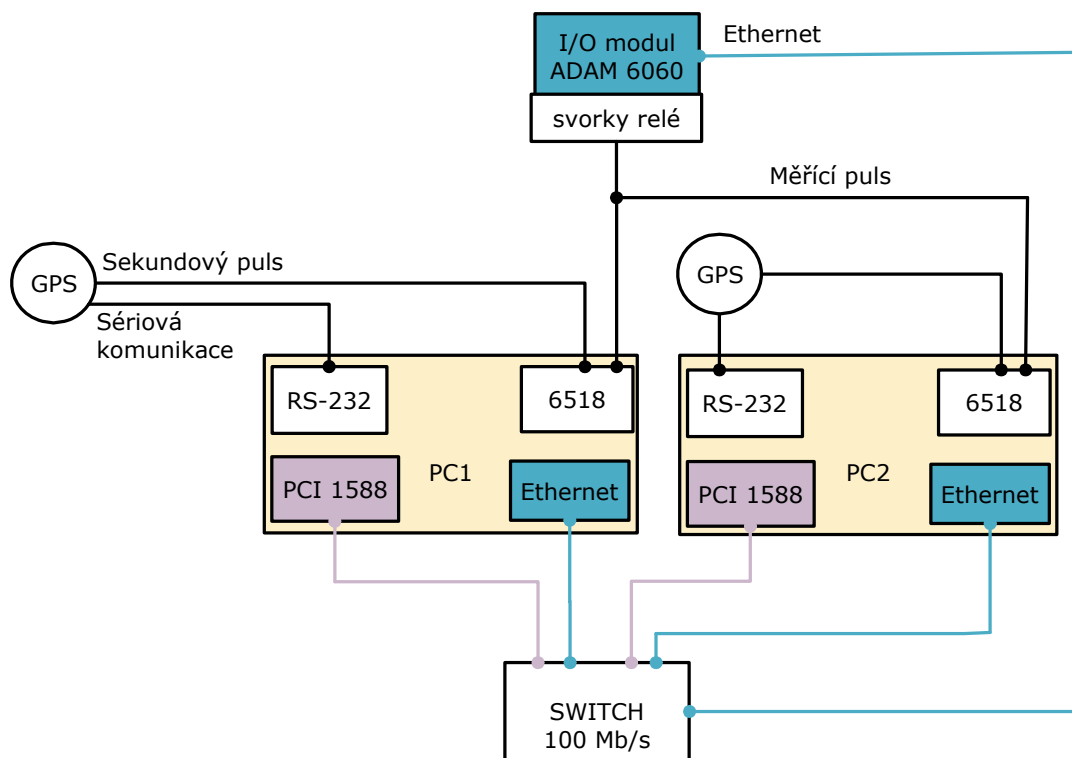 I/O modul
ADAM 6060
Ethernet
svorky relé
Měřící puls
Sekundový puls
GPS
GPS
Sériová
komunikace
RS-232
6518
RS-232
6518
PCI 1588
PC1
Ethernet
PCI 1588
PC2
Ethernet
SWITCH
100 Mb/s